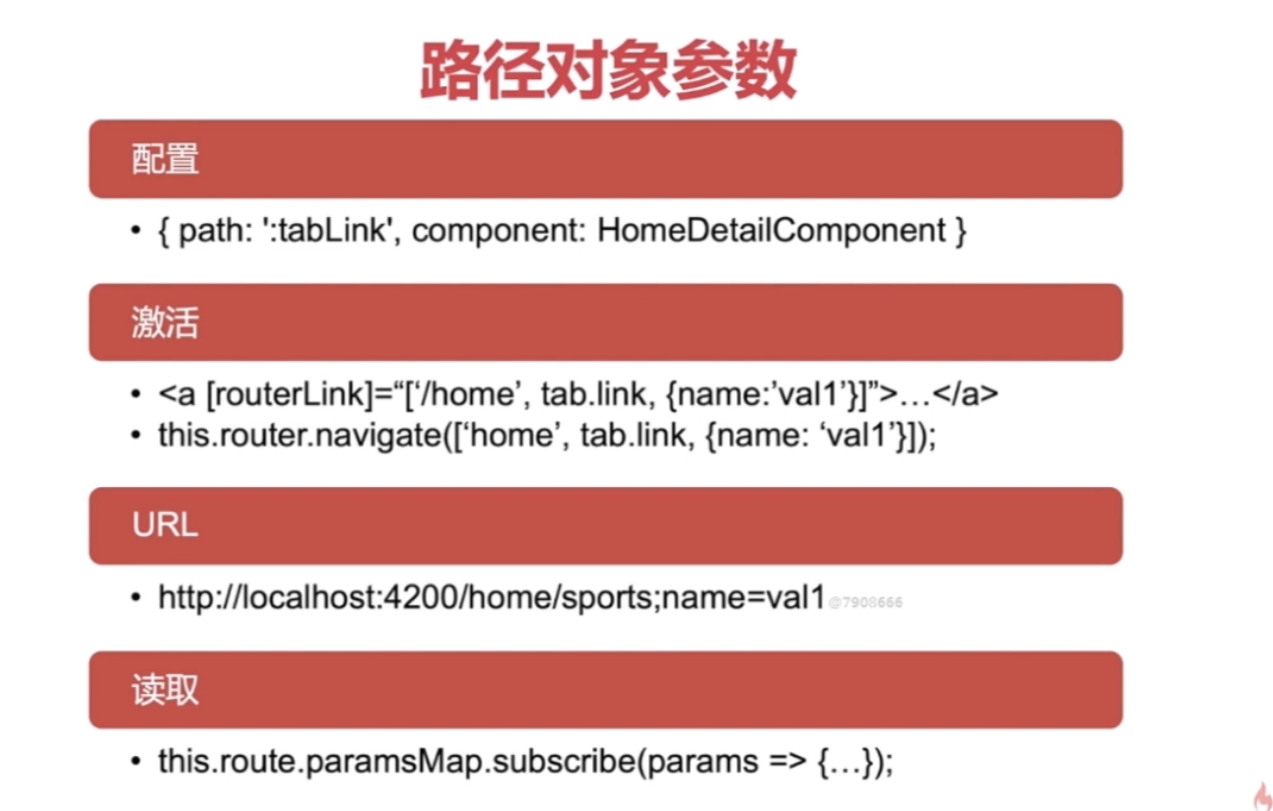 路径对象参数
配置
• { path: ':tabLink', component: HomeDetailComponent }
激活
• <a [routerLink]=“[‘/home’, tab.link, {name:’val1’}]”>…</a>
• this.router.navigate([‘home’, tab.link, {name: ‘val1’}]);
URL
• http://localhost:4200/home/sports;name=val1 @7908666
读取
• this.route.paramsMap.subscribe(params => {…});